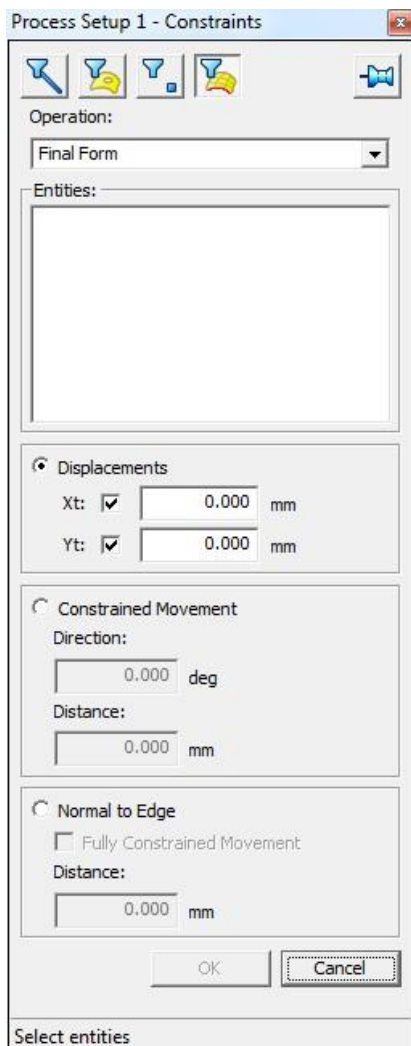 Process Setup 1 - Constraints
Operation:
Final Form
Entities:
Displacements
Xt: 0.000 mm
Yt: 0.000 mm
Constrained Movement
Direction:
0.000 deg
Distance:
0.000 mm
Normal to Edge
Fully Constrained Movement
Distance:
0.000 mm
OK Cancel
Select entities